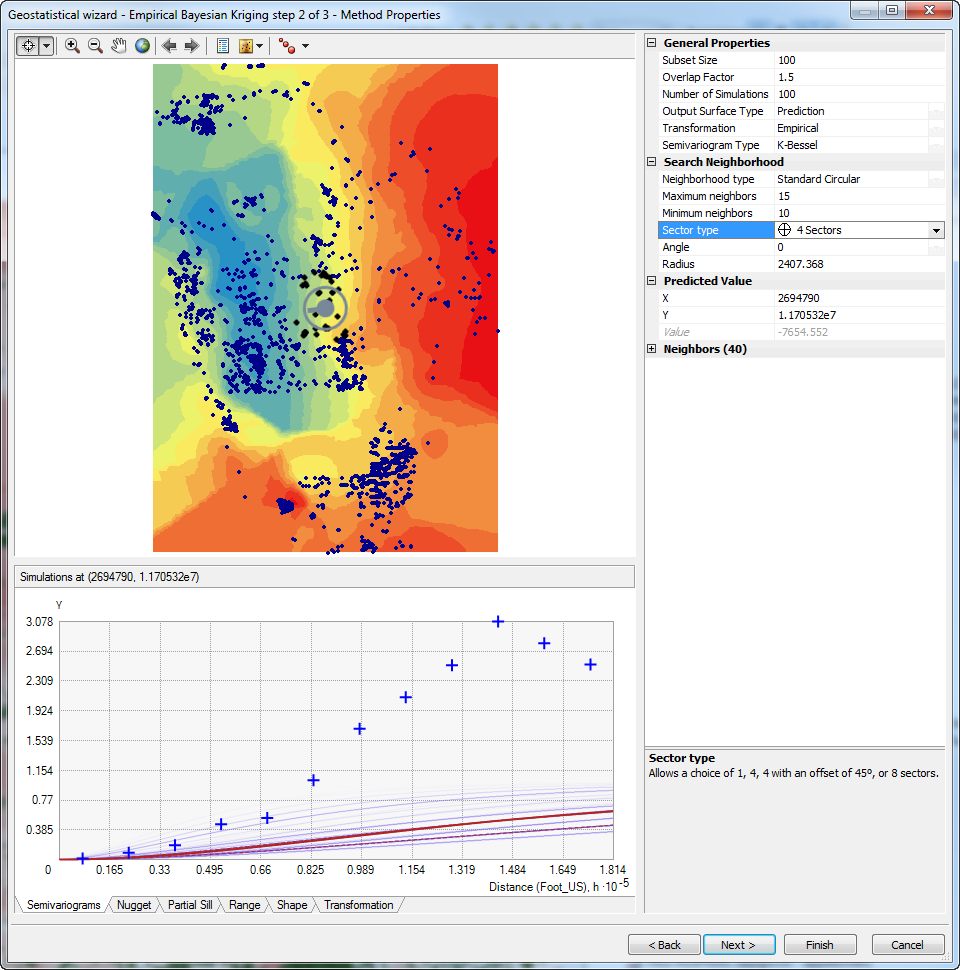 Geostatistical wizard - Empirical Bayesian Kriging step 2 of 3 - Method Properties
General Properties
Subset Size 100
Overlap Factor 1.5
Number of Simulations 100
Output Surface Type Prediction
Transformation Empirical
Semivariogram Type K-Bessel
Search Neighborhood
Neighborhood type Standard Circular
Maximum neighbors 15
Minimum neighbors 10
Sector type 4 Sectors
Angle 0
Radius 2407.368
Predicted Value
X 2694790
Y 1.170532e7
Value -7654.552
Neighbors (40)
Simulations at (2694790, 1.170532e7)
Y
3.078
2.694
2.309
1.924
1.539
1.154
0.77
0.385
0 0.165 0.33 0.495 0.66 0.825 0.989 1.154 1.319 1.484 1.649 1.814
Distance (Foot_US), h ·10 -5
Semivariograms Nugget Partial Sill Range Shape Transformation
Sector type
Allows a choice of 1, 4, 4 with an offset of 45º, or 8 sectors.
< Back Next > Finish Cancel